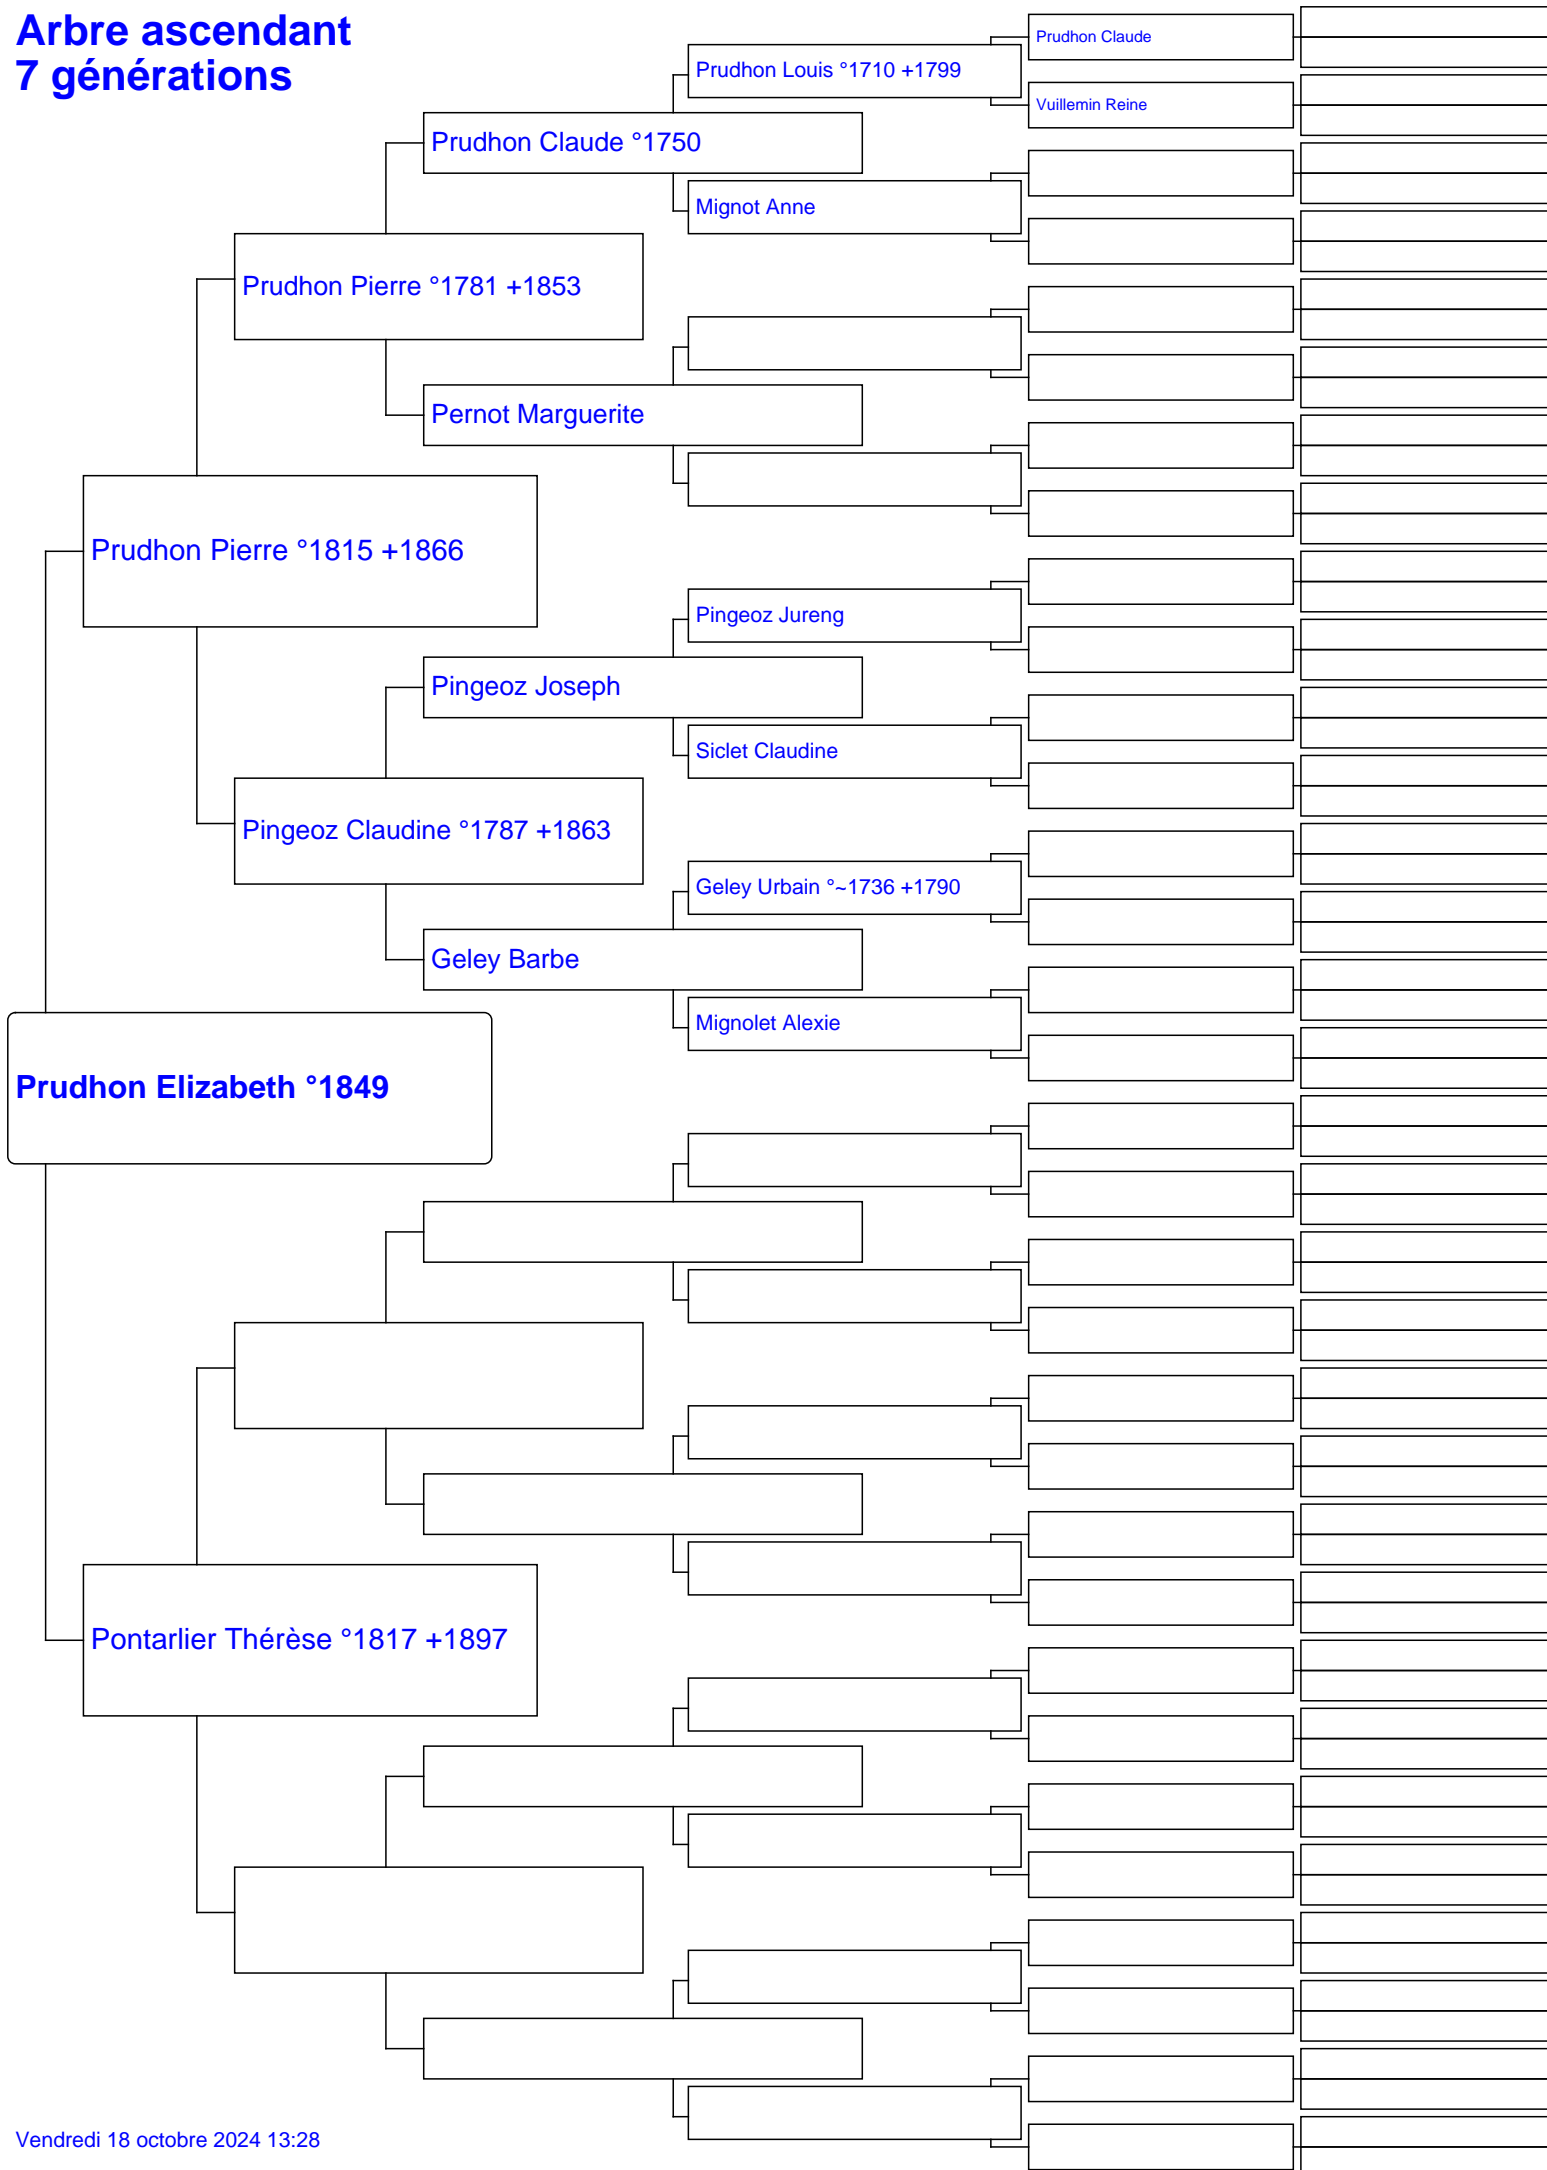 Arbre ascendant
7 générations
Prudhon Claude
Prudhon Louis °1710 +1799
Vuillemin Reine
Prudhon Claude °1750
Mignot Anne
Prudhon Pierre °1781 +1853
Pernot Marguerite
Prudhon Pierre °1815 +1866
Pingeoz Jureng
Pingeoz Joseph
Siclet Claudine
Pingeoz Claudine °1787 +1863
Geley Urbain °~1736 +1790
Geley Barbe
Mignolet Alexie
Prudhon Elizabeth °1849
Pontarlier Thérèse °1817 +1897
Vendredi 18 octobre 2024 13:28